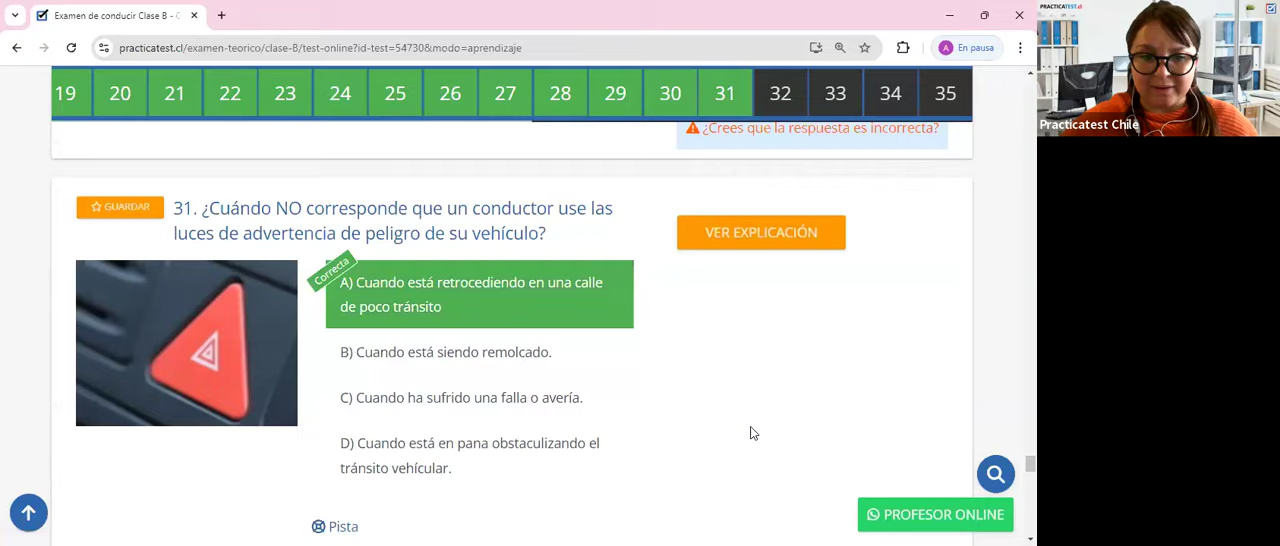 Examen de conducir Clase B - C
practicatest.cl/examen-teorico/clase-B/test-online?id-test=54730&modo=aprendizaje
A
En pausa
PRACTICATEST.cl
Practicatest Chile
19 20 21 22 23 24 25 26 27 28 29 30 31 32 33 34 35
¿Crees que la respuesta es incorrecta?
GUARDAR
31. ¿Cuándo NO corresponde que un conductor use las
luces de advertencia de peligro de su vehículo?
VER EXPLICACIÓN
Correcta
A) Cuando está retrocediendo en una calle
de poco tránsito
B) Cuando está siendo remolcado.
C) Cuando ha sufrido una falla o avería.
D) Cuando está en pana obstaculizando el
tránsito vehícular.
Pista
PROFESOR ONLINE